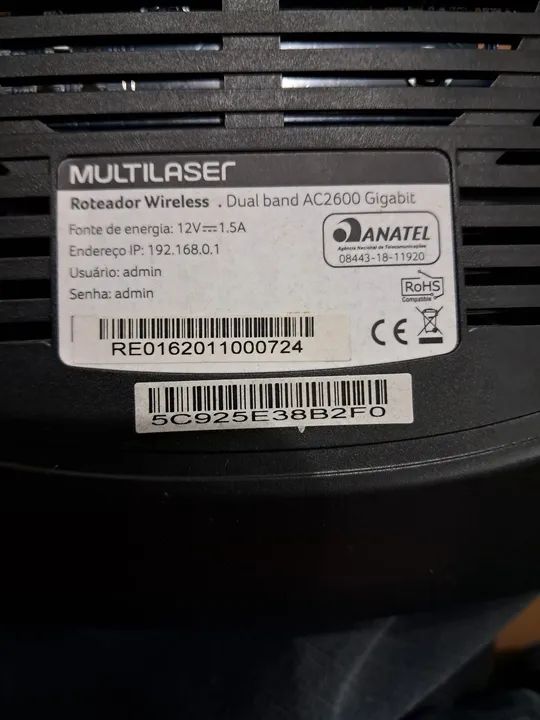 MULTILASER
Roteador Wireless . Dual band AC2600 Gigabit
Fonte de energia: 12V⎓1.5A
Endereço IP: 192.168.0.1
Usuário: admin
Senha: admin
ANATEL
Agência Nacional de Telecomunicações
08443-18-11920
RoHS
Compatible
CE
RE0162011000724
5C925E38B2F0